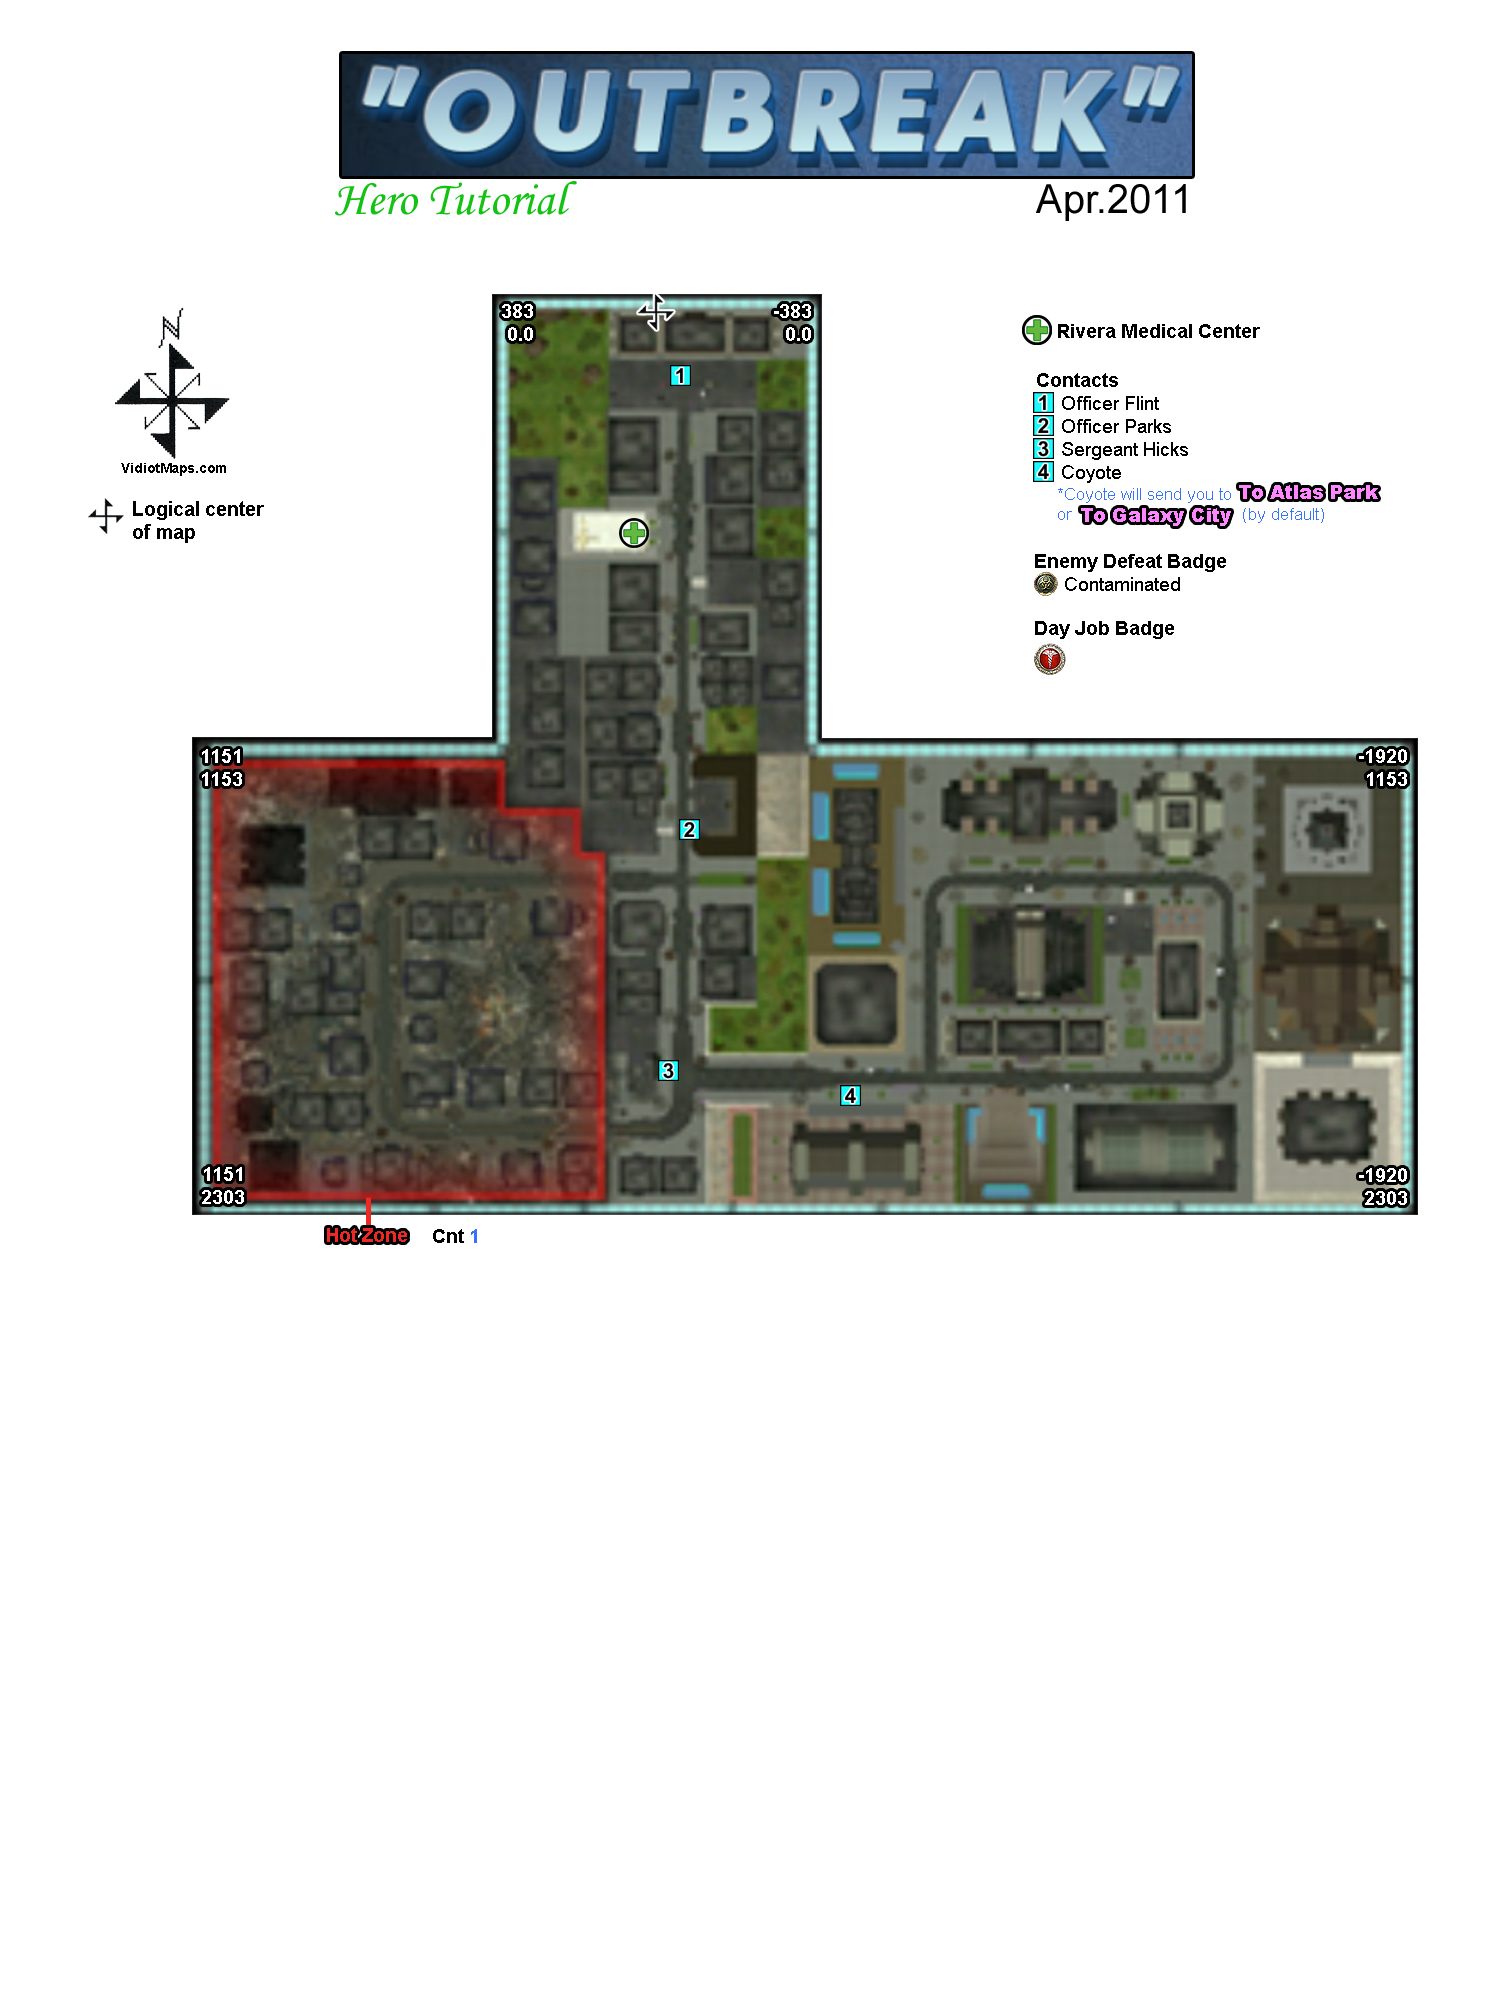 "OUTBREAK"
Hero Tutorial
Apr.2011
N
VidiotMaps.com
Logical center
of map
383
0.0
-383
0.0
Rivera Medical Center
Contacts
1 Officer Flint
2 Officer Parks
3 Sergeant Hicks
4 Coyote
*Coyote will send you to To Atlas Park
or To Galaxy City (by default)
Enemy Defeat Badge
Contaminated
Day Job Badge
1
1151
1153
-1920
1153
2
3
4
1151
2303
-1920
2303
Hot Zone Cnt 1